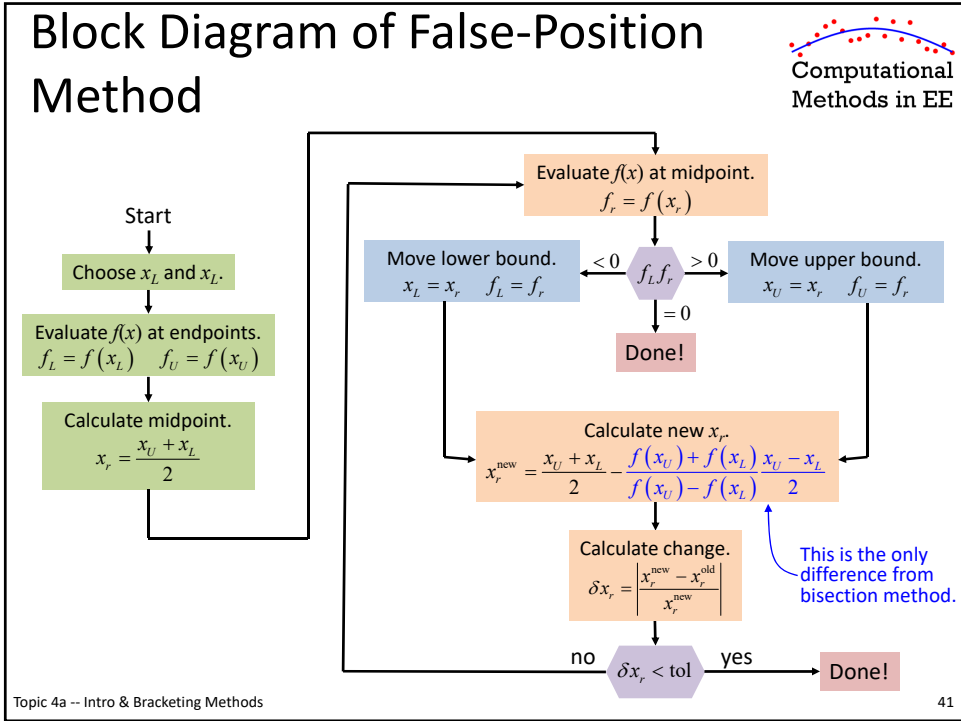 Block Diagram of False-Position
Method
Computational
Methods in EE
Start
Choose x_L and x_L.
Evaluate f(x) at endpoints.
f_L = f(x_L)   f_U = f(x_U)
Calculate midpoint.
x_r = (x_U + x_L)/2
Evaluate f(x) at midpoint.
f_r = f(x_r)
Move lower bound.
x_L = x_r   f_L = f_r
< 0
f_L f_r
> 0
Move upper bound.
x_U = x_r   f_U = f_r
= 0
Done!
Calculate new x_r.
x_r^new = (x_U + x_L)/2 − (f(x_U) + f(x_L))/(f(x_U) − f(x_L)) (x_U − x_L)/2
Calculate change.
δx_r = |(x_r^new − x_r^old)/x_r^new|
This is the only
difference from
bisection method.
no
δx_r < tol
yes
Done!
Topic 4a -- Intro & Bracketing Methods
41